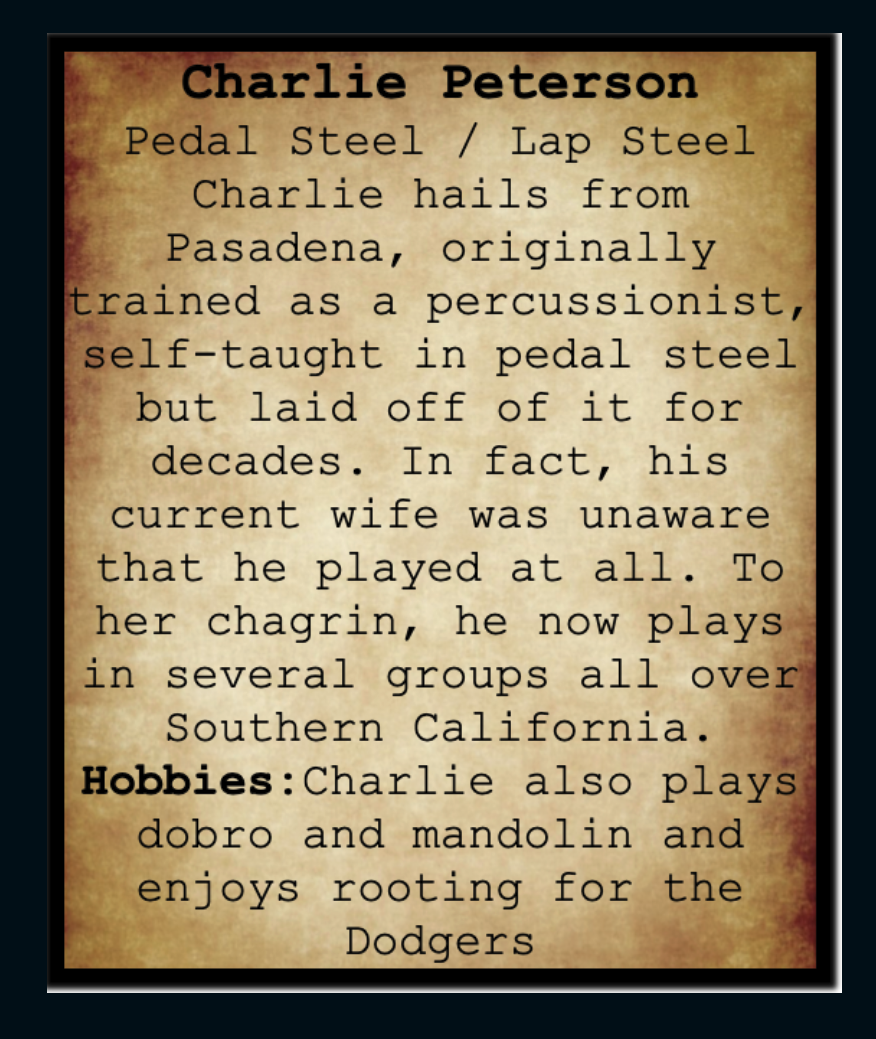 Charlie Peterson
Pedal Steel / Lap Steel
Charlie hails from
Pasadena, originally
trained as a percussionist,
self-taught in pedal steel
but laid off of it for
decades. In fact, his
current wife was unaware
that he played at all. To
her chagrin, he now plays
in several groups all over
Southern California.
Hobbies:Charlie also plays
dobro and mandolin and
enjoys rooting for the
Dodgers